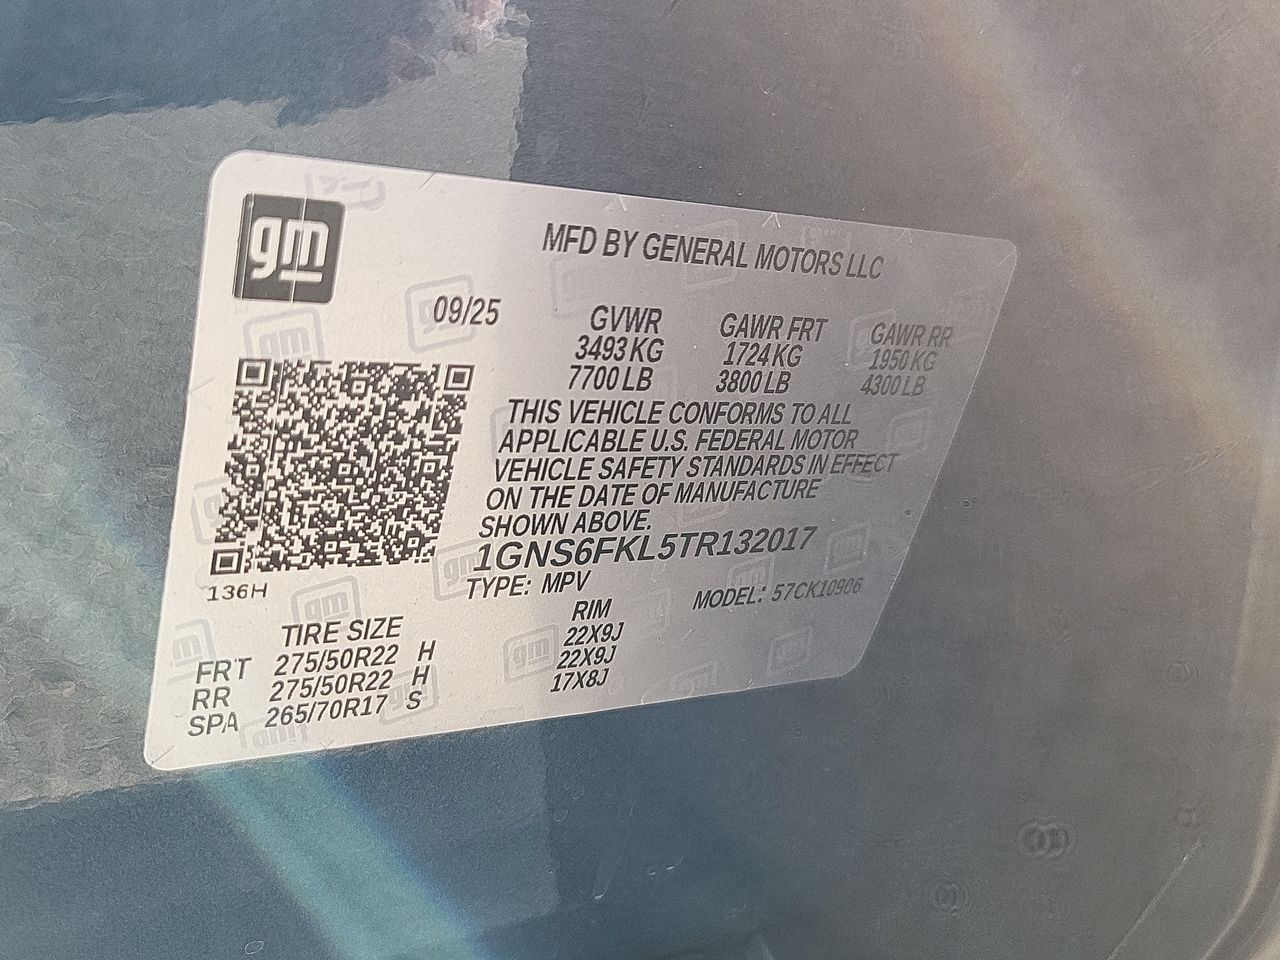 gm
MFD BY GENERAL MOTORS LLC
09/25 GVWR GAWR FRT GAWR RR
3493 KG 1724 KG 1950 KG
7700 LB 3800 LB 4300 LB
THIS VEHICLE CONFORMS TO ALL
APPLICABLE U.S. FEDERAL MOTOR
VEHICLE SAFETY STANDARDS IN EFFECT
ON THE DATE OF MANUFACTURE
SHOWN ABOVE.
1GNS6FKL5TR132017
136H
TYPE: MPV MODEL: 57CK10906
TIRE SIZE RIM
FRT 275/50R22 H 22X9J
RR 275/50R22 H 22X9J
SPA 265/70R17 S 17X8J